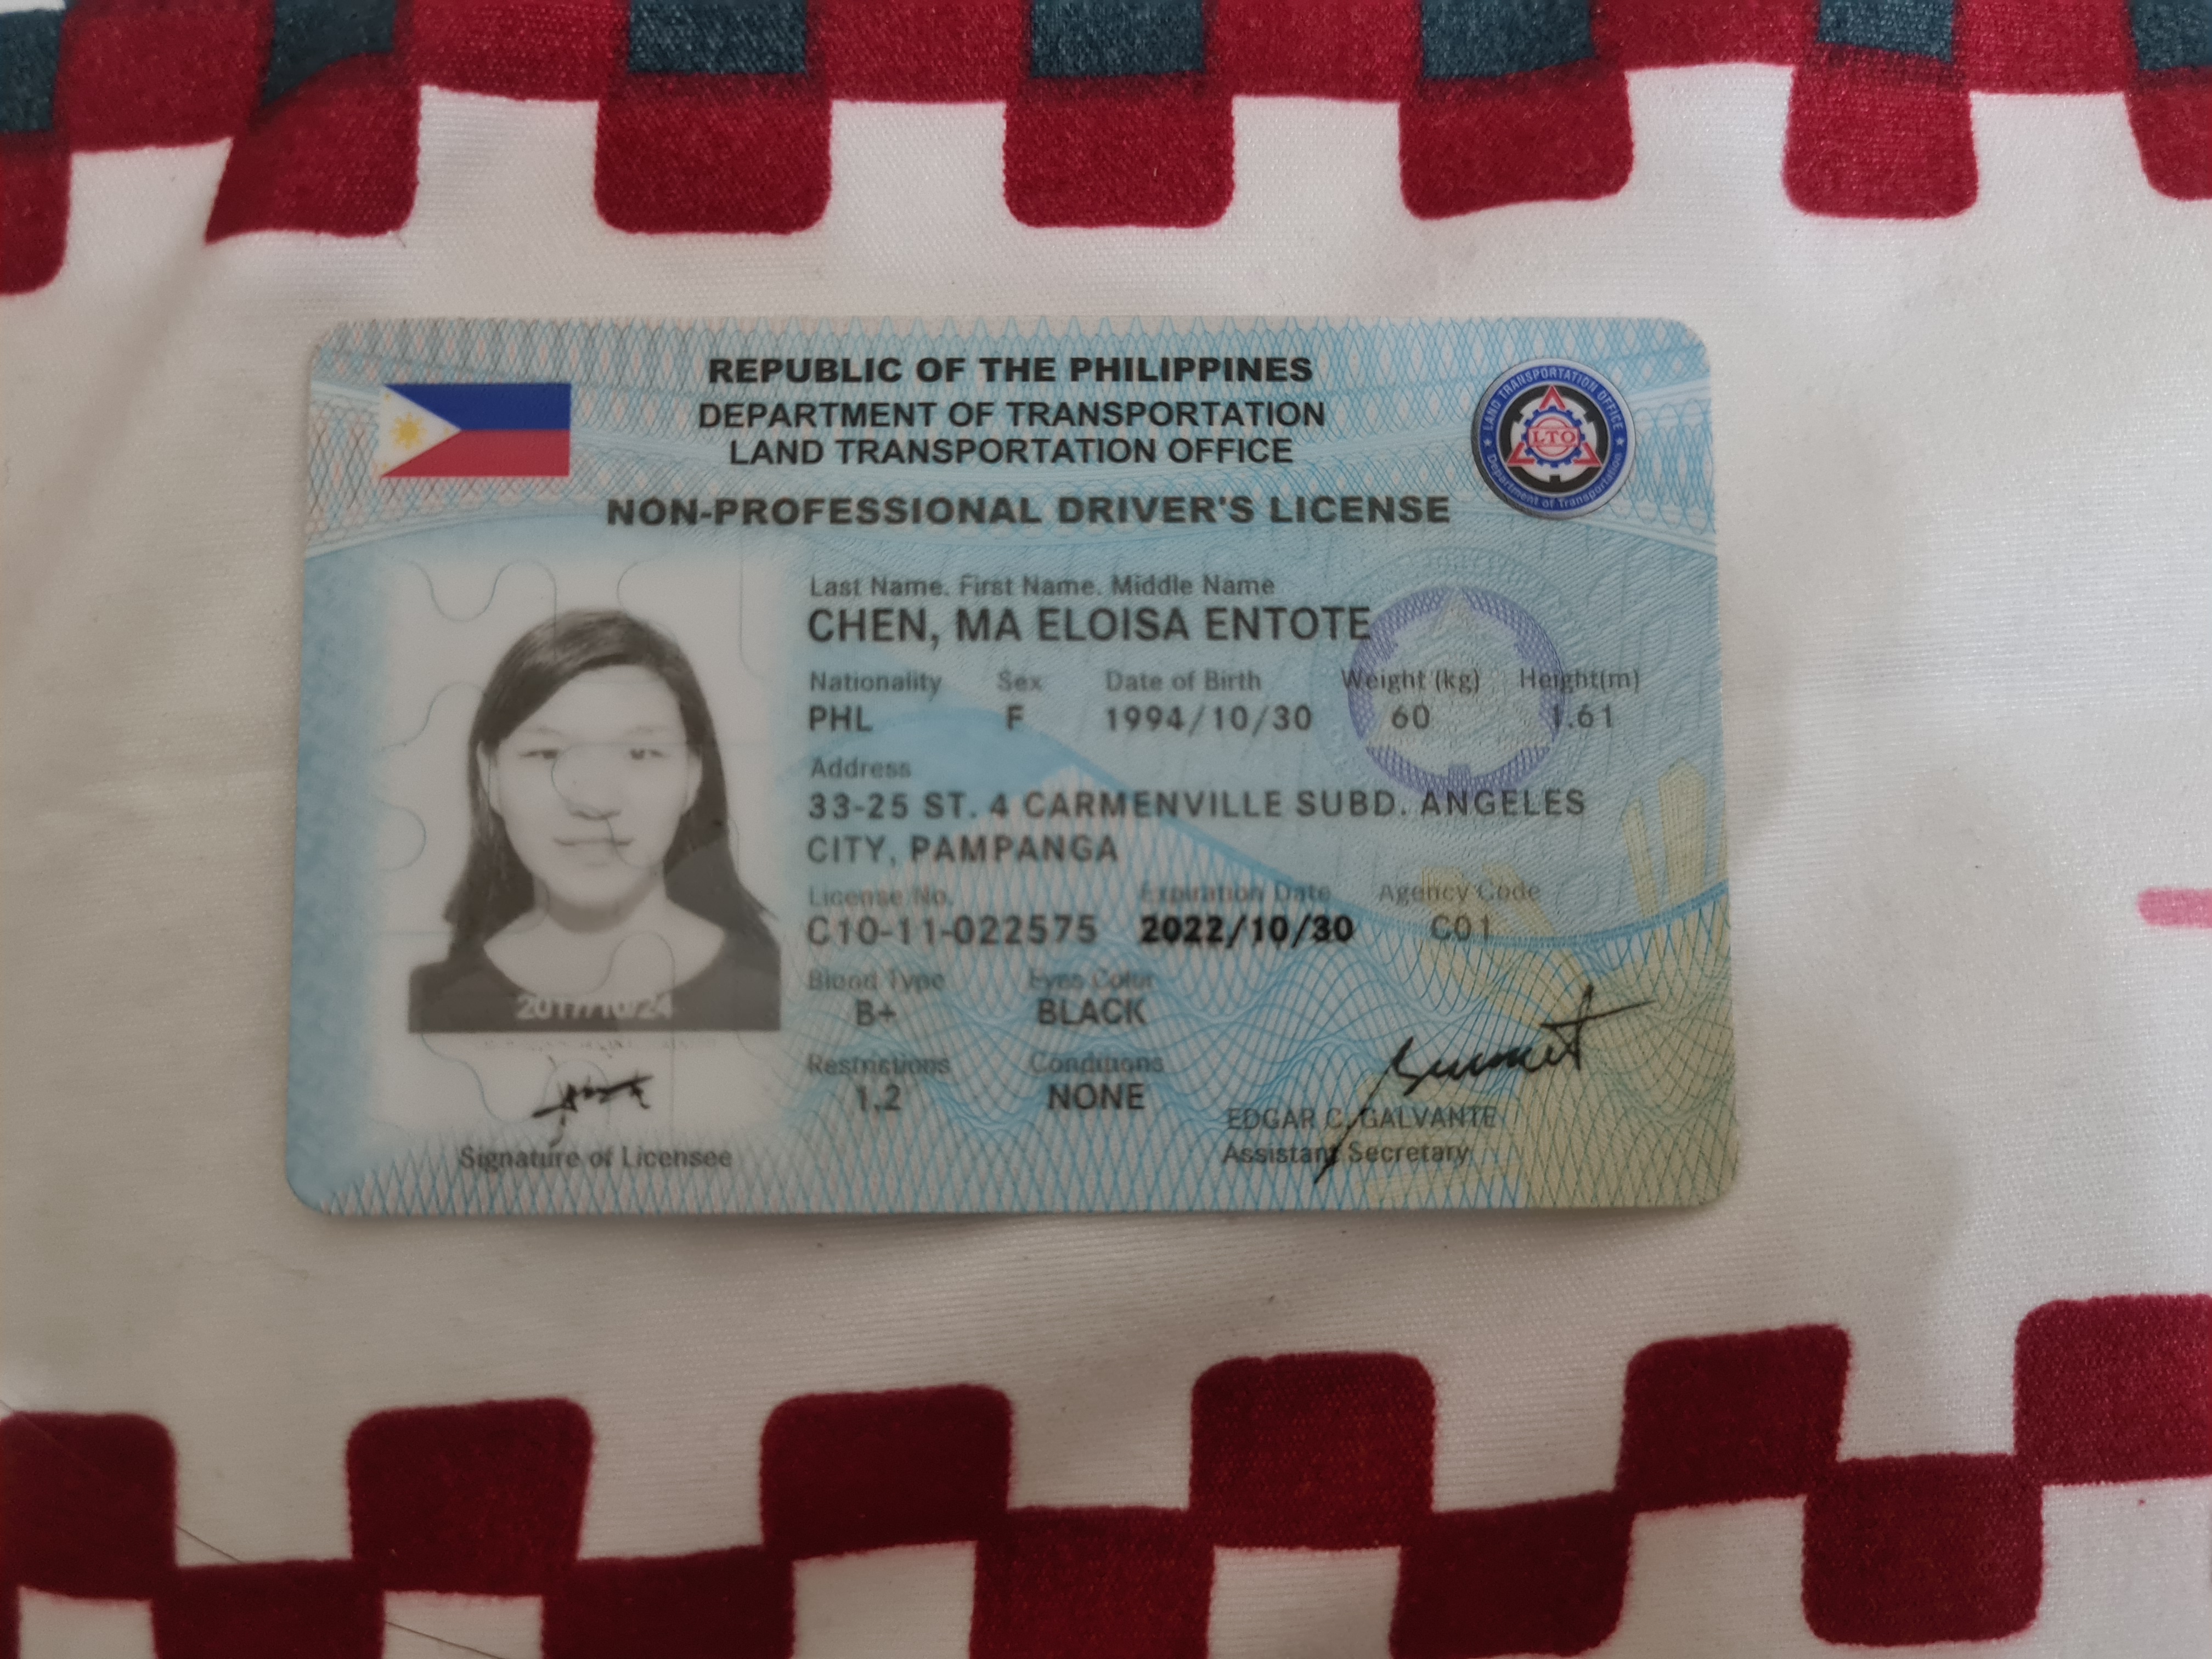 REPUBLIC OF THE PHILIPPINES
DEPARTMENT OF TRANSPORTATION
LAND TRANSPORTATION OFFICE
NON-PROFESSIONAL DRIVER'S LICENSE
LAND TRANSPORTATION OFFICE
LTO
Department of Transportation
Last Name, First Name, Middle Name
CHEN, MA ELOISA ENTOTE
Nationality Sex Date of Birth Weight (kg) Height(m)
PHL F 1994/10/30 60 1.61
Address
33-25 ST. 4 CARMENVILLE SUBD. ANGELES
CITY, PAMPANGA
License No. Expiration Date Agency Code
C10-11-022575 2022/10/30 C01
Blood Type Eyes Color
B+ BLACK
Restrictions Conditions
1,2 NONE
EDGAR C. GALVANTE
Assistant Secretary
Signature of Licensee